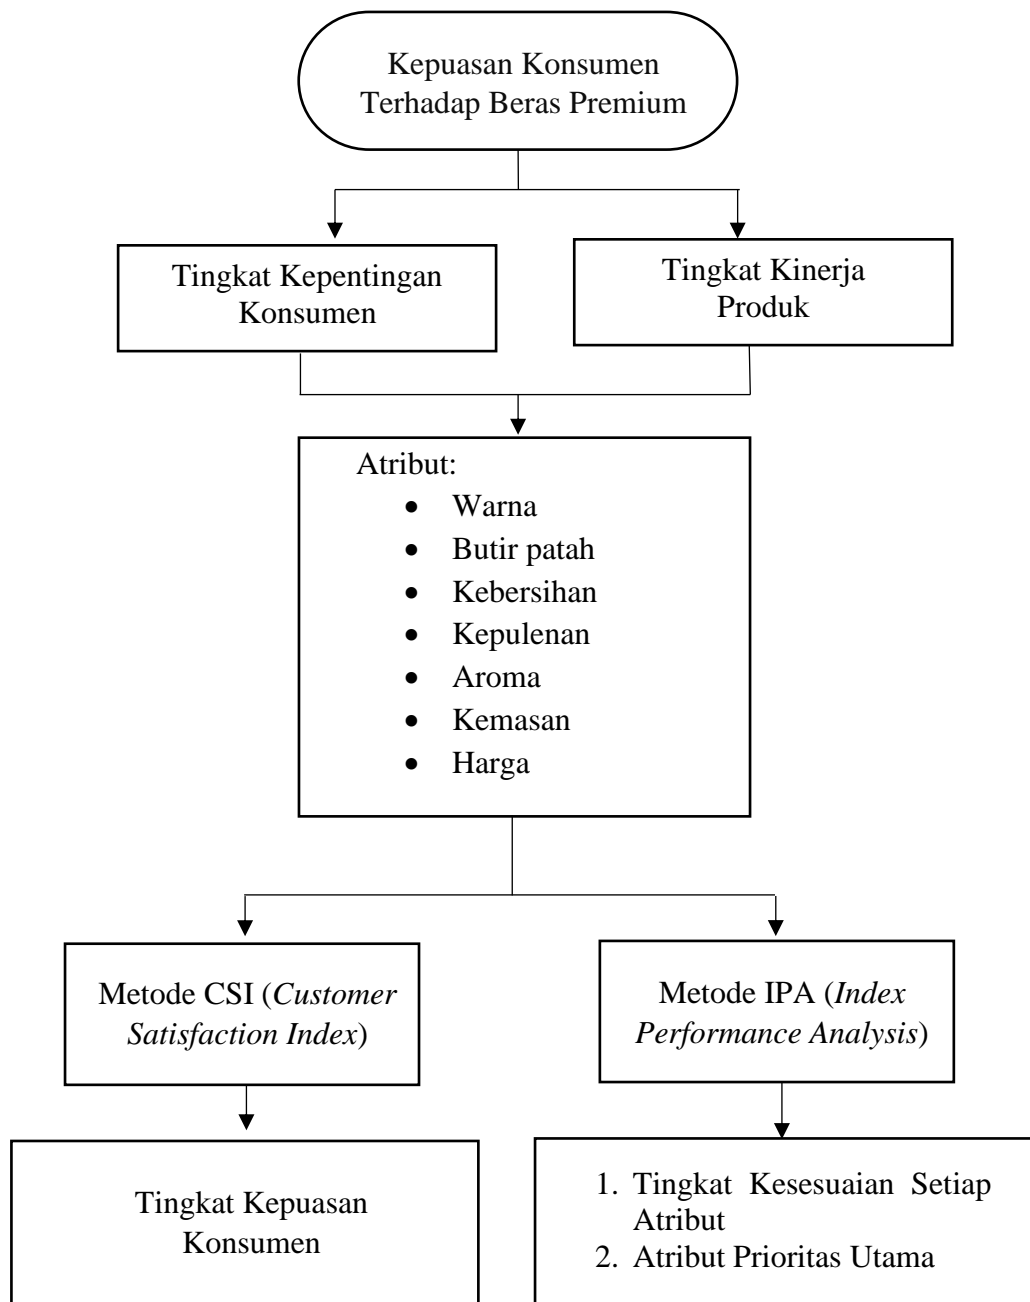 Kepuasan Konsumen
Terhadap Beras Premium
Tingkat Kepentingan
Konsumen
Tingkat Kinerja
Produk
Atribut:
• Warna
• Butir patah
• Kebersihan
• Kepulenan
• Aroma
• Kemasan
• Harga
Metode CSI (Customer
Satisfaction Index)
Metode IPA (Index
Performance Analysis)
Tingkat Kepuasan
Konsumen
1. Tingkat Kesesuaian Setiap
Atribut
2. Atribut Prioritas Utama